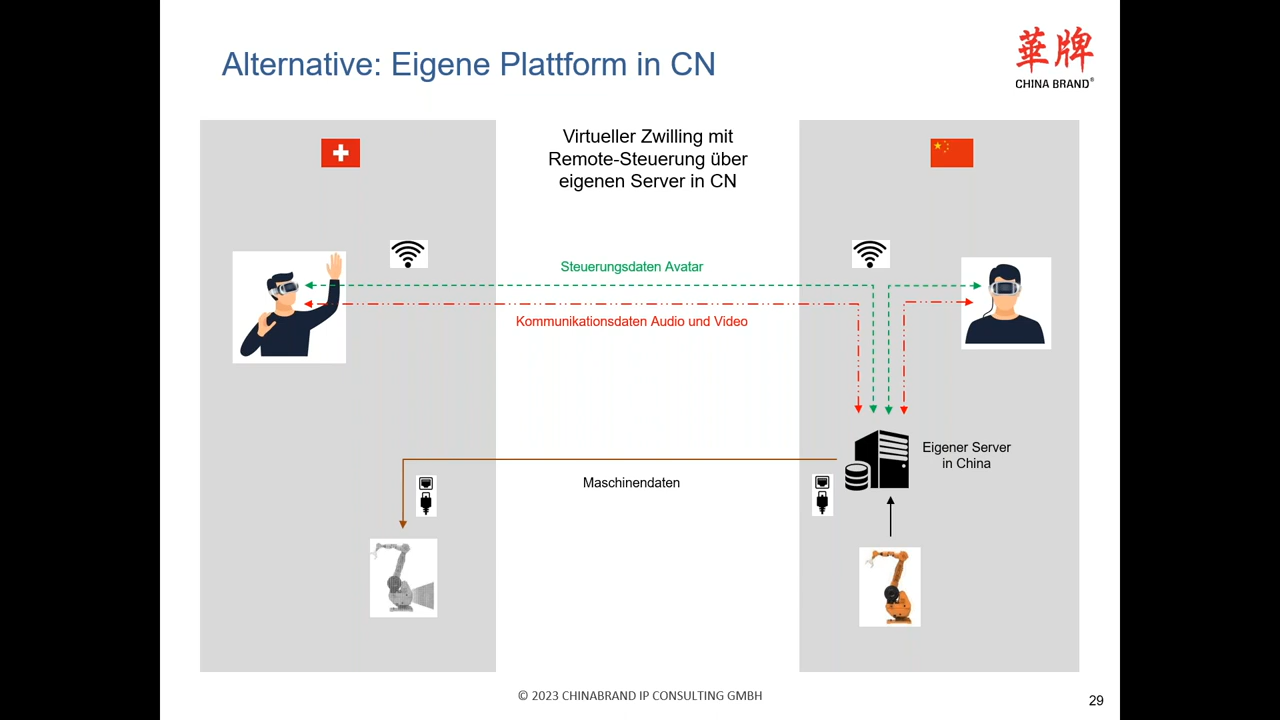 Alternative: Eigene Plattform in CN
華牌
CHINA BRAND®
Virtueller Zwilling mit
Remote-Steuerung über
eigenen Server in CN
Steuerungsdaten Avatar
Kommunikationsdaten Audio und Video
Eigener Server
in China
Maschinendaten
© 2023 CHINABRAND IP CONSULTING GMBH
29